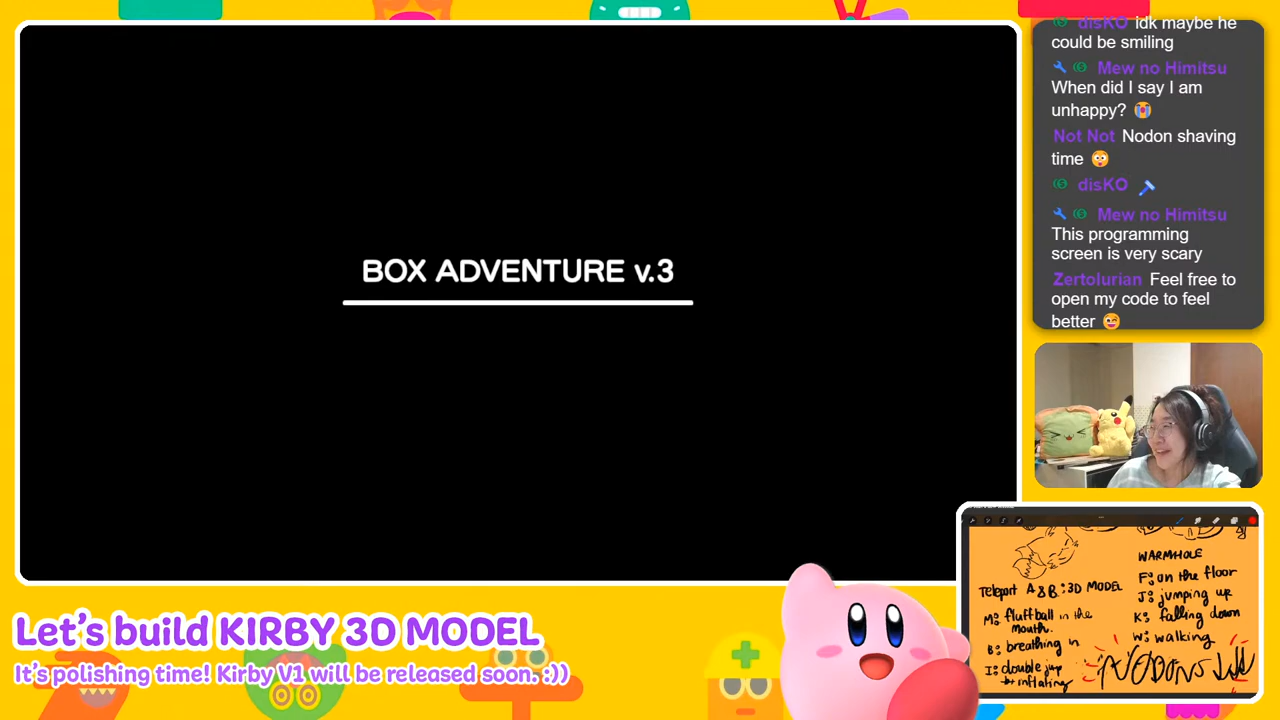 BOX ADVENTURE v.3
disKO idk maybe he
could be smiling
Mew no Himitsu
When did I say I am
unhappy? 😭
Not Not Nodon shaving
time 😳
disKO 🪒
Mew no Himitsu
This programming
screen is very scary
Zertolurian Feel free to
open my code to feel
better 😄
Teleport A&B: 3D MODEL
M: fluffball in the
mouth.
B: breathing in
I: double jup
inflating
WARMHOLE
F: on the floor
J: jumping up
K: falling down
W: walking
Let's build KIRBY 3D MODEL
It's polishing time! Kirby V1 will be released soon. :))